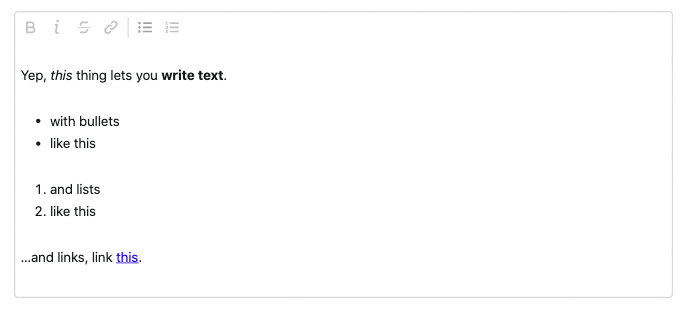 Yep, this thing lets you write text.
• with bullets
• like this
1. and lists
2. like this
...and links, link this.